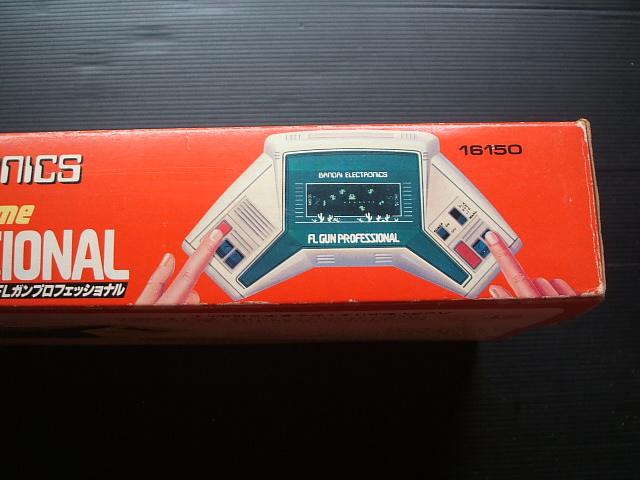 ONICS
me
IONAL
FLガンプロフェッショナル
BANDAI ELECTRONICS
FL GUN PROFESSIONAL
16150